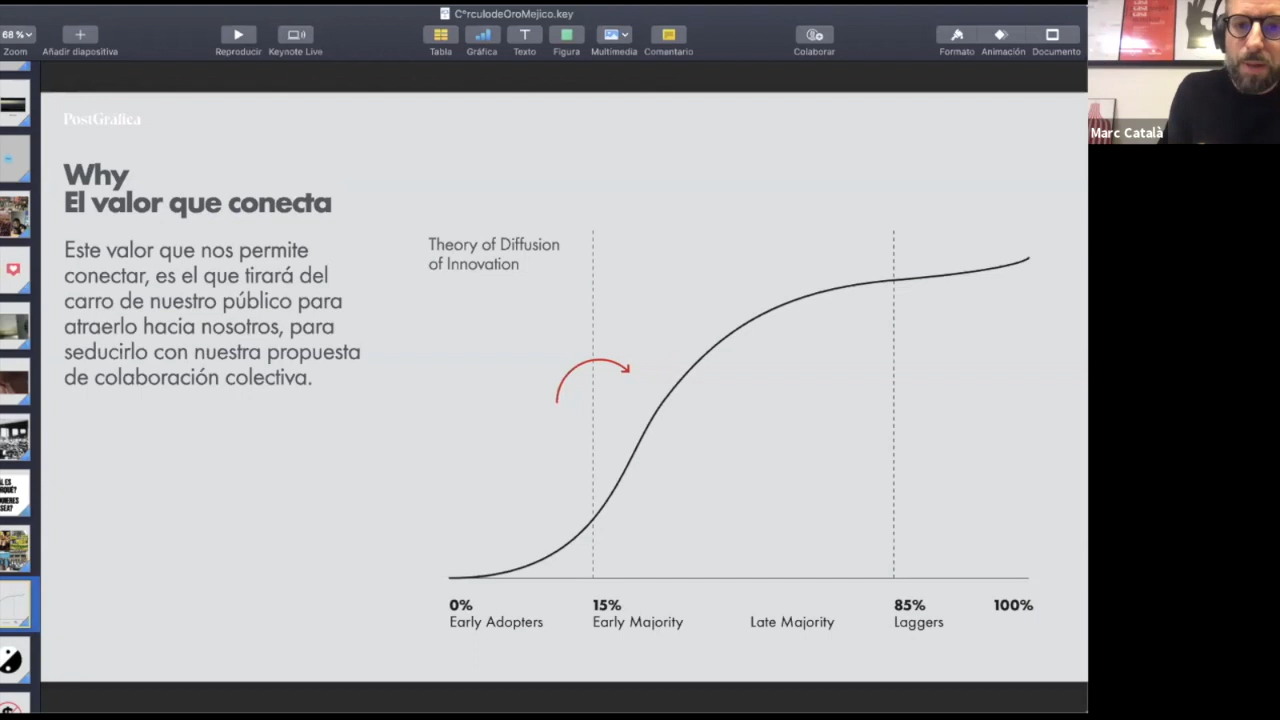 CºrculodeOroMejico.key
68 %
Zoom
Añadir diapositiva
Reproducir
Keynote Live
Tabla
Gráfica
Texto
Figura
Multimedia
Comentario
Colaborar
Formato
Animación
Documento
Marc Català
PostGráfica
Why
El valor que conecta
Este valor que nos permite
conectar, es el que tirará del
carro de nuestro público para
atraerlo hacia nosotros, para
seducirlo con nuestra propuesta
de colaboración colectiva.
Theory of Diffusion
of Innovation
0%
Early Adopters
15%
Early Majority
Late Majority
85%
Laggers
100%